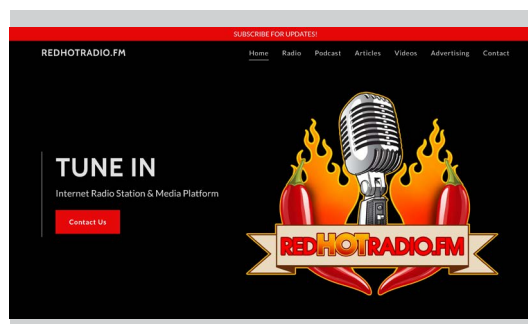 SUBSCRIBE FOR UPDATES!
REDHOTRADIO.FM
Home Radio Podcast Articles Videos Advertising Contact
TUNE IN
Internet Radio Station & Media Platform
Contact Us
REDHOTRADIO.FM